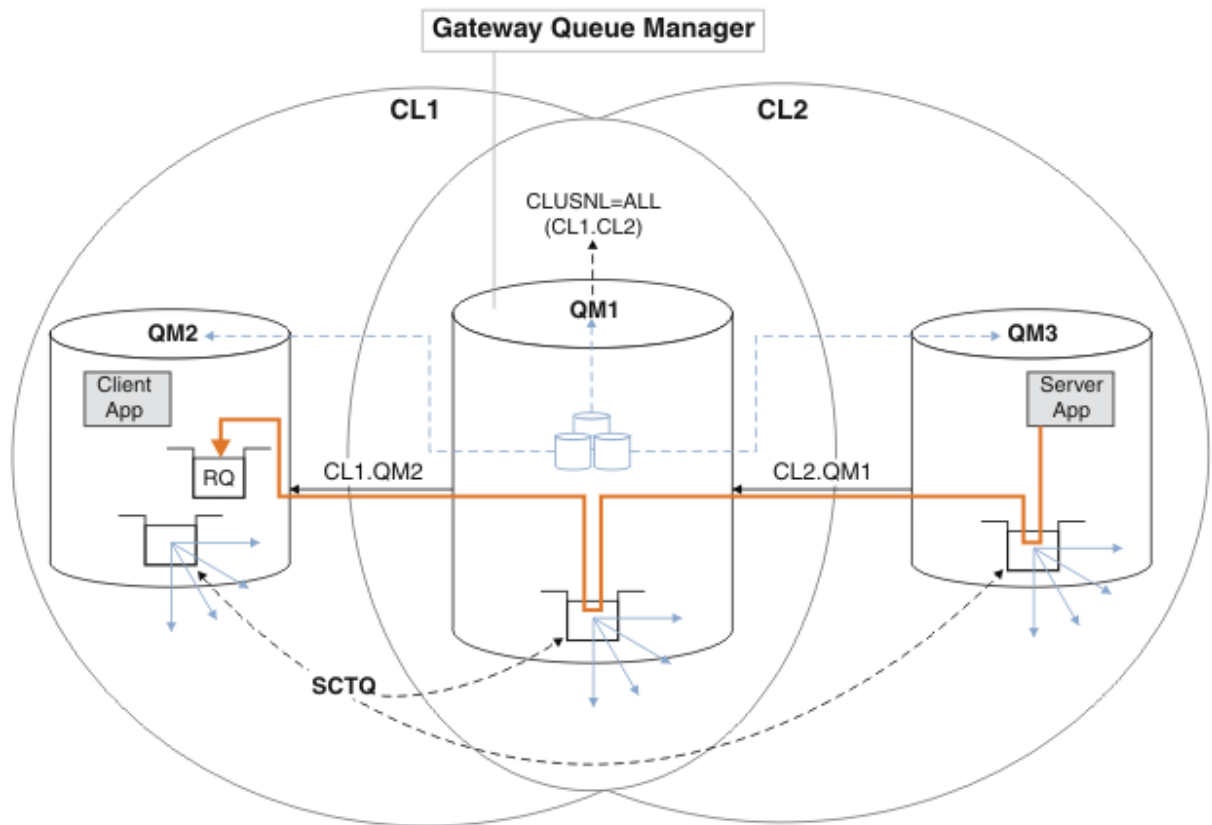 Gateway Queue Manager
CL1
CL2
CLUSNL=ALL
(CL1.CL2)
QM2
QM1
QM3
Client
App
Server
App
RQ
CL1.QM2
CL2.QM1
SCTQ